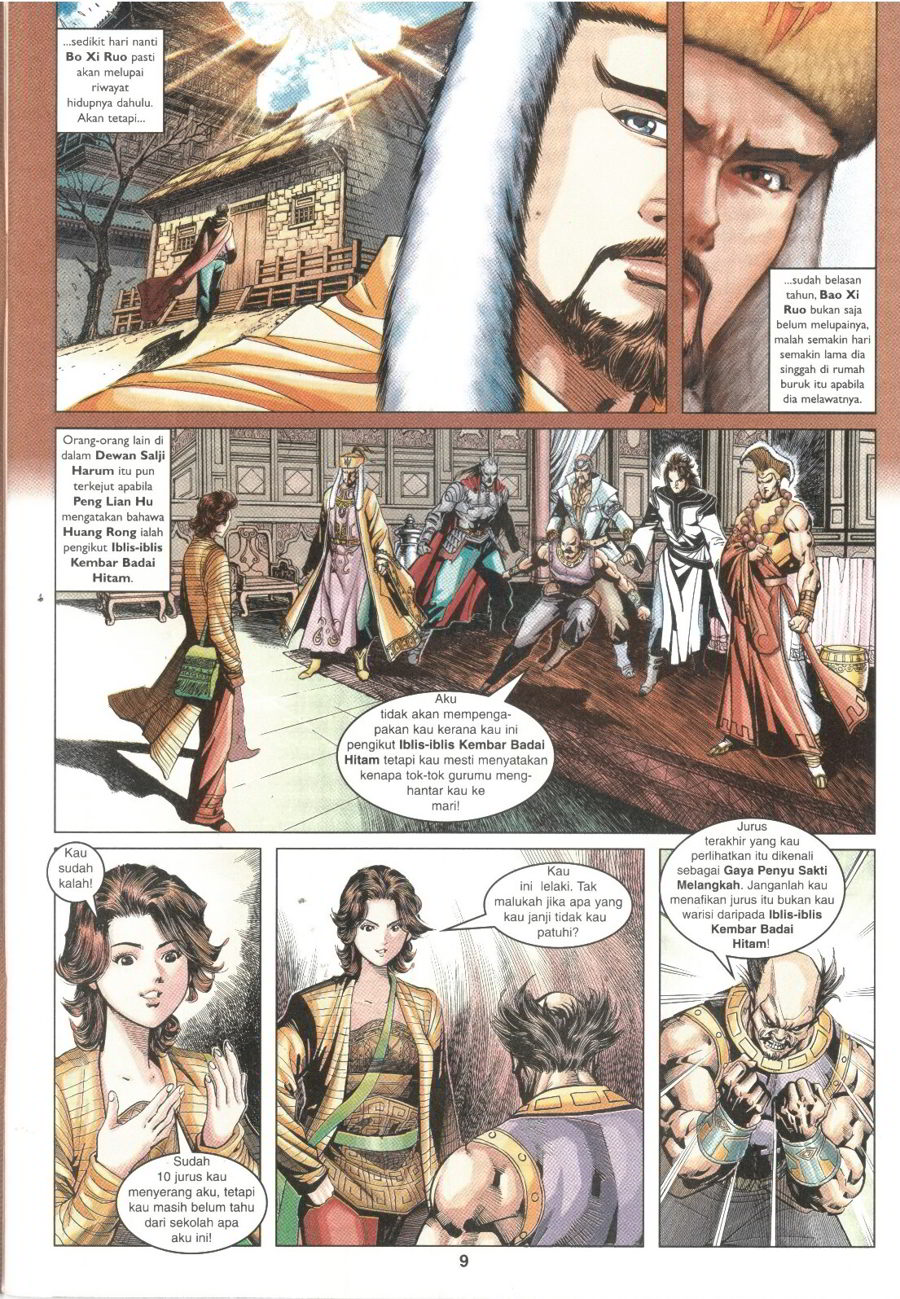 ...sedikit hari nanti
Bo Xi Ruo pasti
akan melupai
riwayat
hidupnya dahulu.
Akan tetapi...
...sudah belasan
tahun, Bao Xi
Ruo bukan saja
belum melupainya,
malah semakin hari
semakin lama dia
singgah di rumah
buruk itu apabila
dia melawatnya.
Orang-orang lain di
dalam Dewan Salji
Harum itu pun
terkejut apabila
Peng Lian Hu
mengatakan bahawa
Huang Rong ialah
pengikut Iblis-iblis
Kembar Badai
Hitam.
Aku
tidak akan mempenga-
pakan kau kerana kau ini
pengikut Iblis-iblis Kembar Badai
Hitam tetapi kau mesti menyatakan
kenapa tok-tok gurumu meng-
hantar kau ke
mari!
Kau
sudah
kalah!
Sudah
10 jurus kau
menyerang aku, tetapi
kau masih belum tahu
dari sekolah apa
aku ini!
Kau
ini lelaki. Tak
malukah jika apa yang
kau janji tidak kau
patuhi?
Jurus
terakhir yang kau
perlihatkan itu dikenali
sebagai Gaya Penyu Sakti
Melangkah. Janganlah kau
menafikan jurus itu bukan kau
warisi daripada Iblis-iblis
Kembar Badai
Hitam!
9